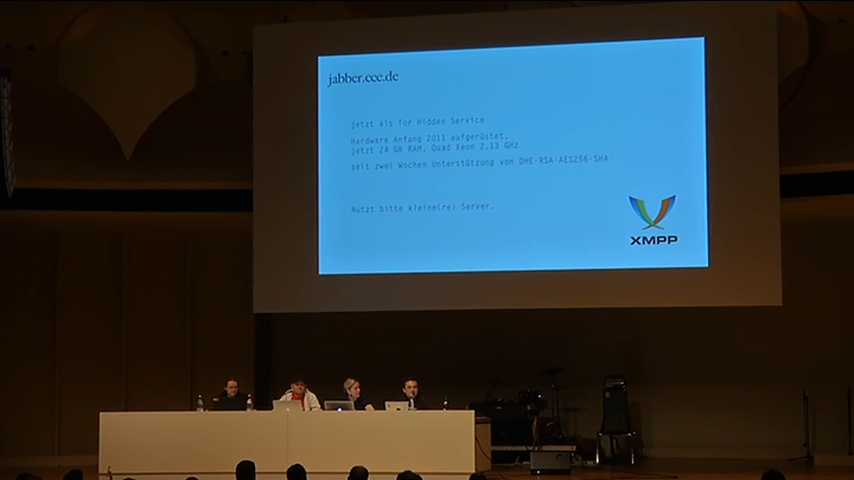 jabber.ccc.de
jetzt als Tor Hidden Service
Hardware Anfang 2011 aufgerüstet,
jetzt 24 GB RAM, Quad Xeon 2.13 GHz
seit zwei Wochen Unterstützung von DHE-RSA-AES256-SHA
Nutzt bitte kleine(re) Server.
XMPP